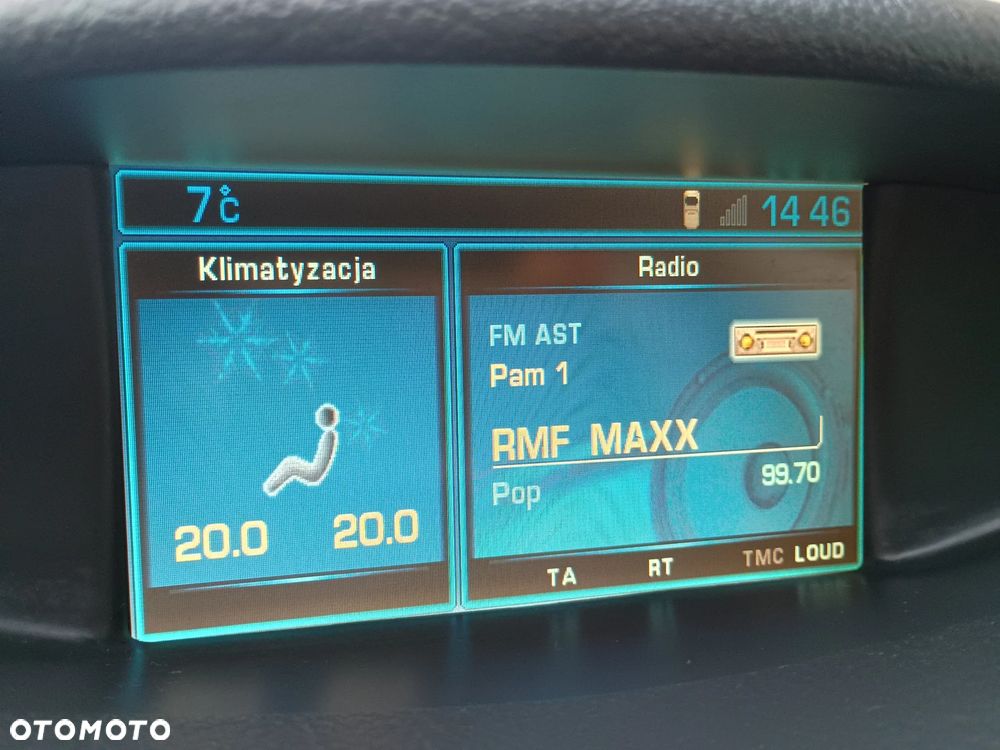 7°C
14 46
Klimatyzacja
20.0 20.0
Radio
FM AST
Pam 1
RMF MAXX
99.70
Pop
TA RT TMC LOUD
OTOMOTO